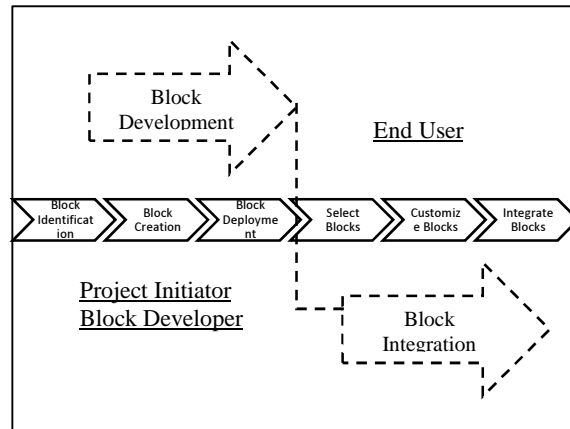 Block
Development
End User
Block
Identificat
ion
Block
Creation
Block
Deployme
nt
Select
Blocks
Customiz
e Blocks
Integrate
Blocks
Project Initiator
Block Developer
Block
Integration